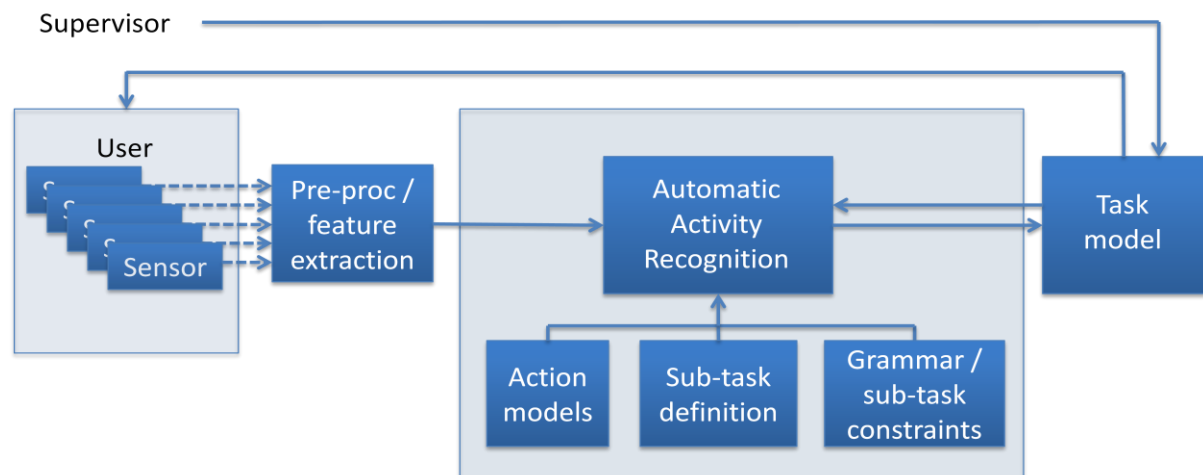 Supervisor
User
S
S
S
S
Sensor
Pre-proc /
feature
extraction
Automatic
Activity
Recognition
Task
model
Action
models
Sub-task
definition
Grammar /
sub-task
constraints